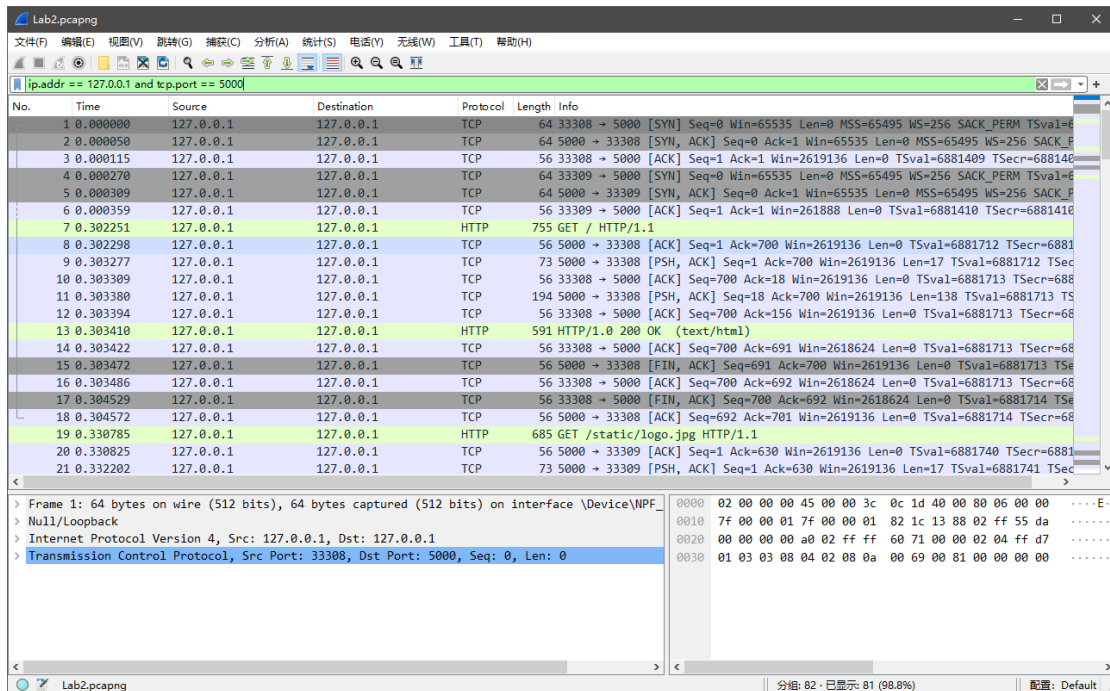 Lab2.pcapng
文件(F) 编辑(E) 视图(V) 跳转(G) 捕获(C) 分析(A) 统计(S) 电话(Y) 无线(W) 工具(T) 帮助(H)
ip.addr == 127.0.0.1 and tcp.port == 5000
No. Time Source Destination Protocol Length Info
1 0.000000 127.0.0.1 127.0.0.1 TCP 64 33308 → 5000 [SYN] Seq=0 Win=65535 Len=0 MSS=65495 WS=256 SACK_PERM TSval=6
2 0.000050 127.0.0.1 127.0.0.1 TCP 64 5000 → 33308 [SYN, ACK] Seq=0 Ack=1 Win=65535 Len=0 MSS=65495 WS=256 SACK_P
3 0.000115 127.0.0.1 127.0.0.1 TCP 56 33308 → 5000 [ACK] Seq=1 Ack=1 Win=2619136 Len=0 TSval=6881409 TSecr=688140
4 0.000270 127.0.0.1 127.0.0.1 TCP 64 33309 → 5000 [SYN] Seq=0 Win=65535 Len=0 MSS=65495 WS=256 SACK_PERM TSval=6
5 0.000309 127.0.0.1 127.0.0.1 TCP 64 5000 → 33309 [SYN, ACK] Seq=0 Ack=1 Win=65535 Len=0 MSS=65495 WS=256 SACK_P
6 0.000359 127.0.0.1 127.0.0.1 TCP 56 33309 → 5000 [ACK] Seq=1 Ack=1 Win=261888 Len=0 TSval=6881410 TSecr=6881410
7 0.302251 127.0.0.1 127.0.0.1 HTTP 755 GET / HTTP/1.1
8 0.302298 127.0.0.1 127.0.0.1 TCP 56 5000 → 33308 [ACK] Seq=1 Ack=700 Win=2619136 Len=0 TSval=6881712 TSecr=6881
9 0.303277 127.0.0.1 127.0.0.1 TCP 73 5000 → 33308 [PSH, ACK] Seq=1 Ack=700 Win=2619136 Len=17 TSval=6881712 TSec
10 0.303309 127.0.0.1 127.0.0.1 TCP 56 33308 → 5000 [ACK] Seq=700 Ack=18 Win=2619136 Len=0 TSval=6881713 TSecr=688
11 0.303380 127.0.0.1 127.0.0.1 TCP 194 5000 → 33308 [PSH, ACK] Seq=18 Ack=700 Win=2619136 Len=138 TSval=6881713 TS
12 0.303394 127.0.0.1 127.0.0.1 TCP 56 33308 → 5000 [ACK] Seq=700 Ack=156 Win=2619136 Len=0 TSval=6881713 TSecr=68
13 0.303410 127.0.0.1 127.0.0.1 HTTP 591 HTTP/1.0 200 OK (text/html)
14 0.303422 127.0.0.1 127.0.0.1 TCP 56 33308 → 5000 [ACK] Seq=700 Ack=691 Win=2618624 Len=0 TSval=6881713 TSecr=68
15 0.303472 127.0.0.1 127.0.0.1 TCP 56 5000 → 33308 [FIN, ACK] Seq=691 Ack=700 Win=2619136 Len=0 TSval=6881713 TSe
16 0.303486 127.0.0.1 127.0.0.1 TCP 56 33308 → 5000 [ACK] Seq=700 Ack=692 Win=2618624 Len=0 TSval=6881713 TSecr=68
17 0.304529 127.0.0.1 127.0.0.1 TCP 56 33308 → 5000 [FIN, ACK] Seq=700 Ack=692 Win=2618624 Len=0 TSval=6881714 TSe
18 0.304572 127.0.0.1 127.0.0.1 TCP 56 5000 → 33308 [ACK] Seq=692 Ack=701 Win=2619136 Len=0 TSval=6881714 TSecr=68
19 0.330785 127.0.0.1 127.0.0.1 HTTP 685 GET /static/logo.jpg HTTP/1.1
20 0.330825 127.0.0.1 127.0.0.1 TCP 56 5000 → 33309 [ACK] Seq=1 Ack=630 Win=2619136 Len=0 TSval=6881740 TSecr=6881
21 0.332202 127.0.0.1 127.0.0.1 TCP 73 5000 → 33309 [PSH, ACK] Seq=1 Ack=630 Win=2619136 Len=17 TSval=6881741 TSec
Frame 1: 64 bytes on wire (512 bits), 64 bytes captured (512 bits) on interface \Device\NPF_
Null/Loopback
Internet Protocol Version 4, Src: 127.0.0.1, Dst: 127.0.0.1
Transmission Control Protocol, Src Port: 33308, Dst Port: 5000, Seq: 0, Len: 0
0000 02 00 00 00 45 00 00 3c 0c 1d 40 00 80 06 00 00 ····E·
0010 7f 00 00 01 7f 00 00 01 82 1c 13 88 02 ff 55 da ······
0020 00 00 00 00 a0 02 ff ff 60 71 00 00 02 04 ff d7 ······
0030 01 03 03 08 04 02 08 0a 00 69 00 81 00 00 00 00 ······
Lab2.pcapng 分组: 82 · 已显示: 81 (98.8%) 配置: Default